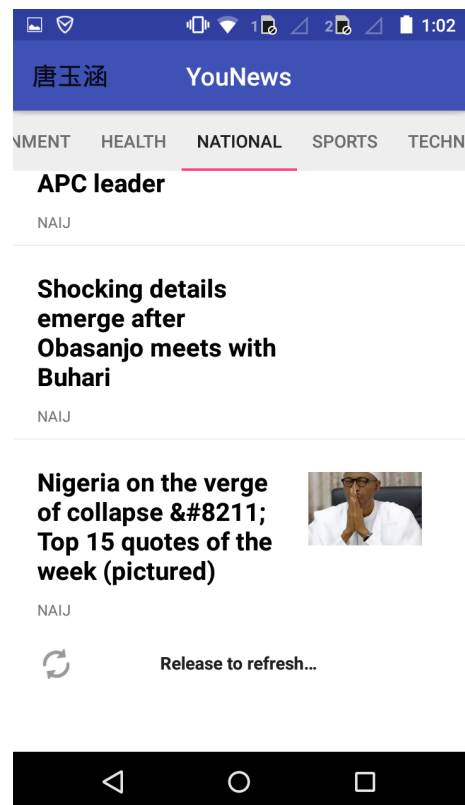 1 2 1:02
唐玉涵 YouNews
NMENT HEALTH NATIONAL SPORTS TECHN
APC leader
NAIJ
Shocking details
emerge after
Obasanjo meets with
Buhari
NAIJ
Nigeria on the verge
of collapse &#8211;
Top 15 quotes of the
week (pictured)
NAIJ
Release to refresh...